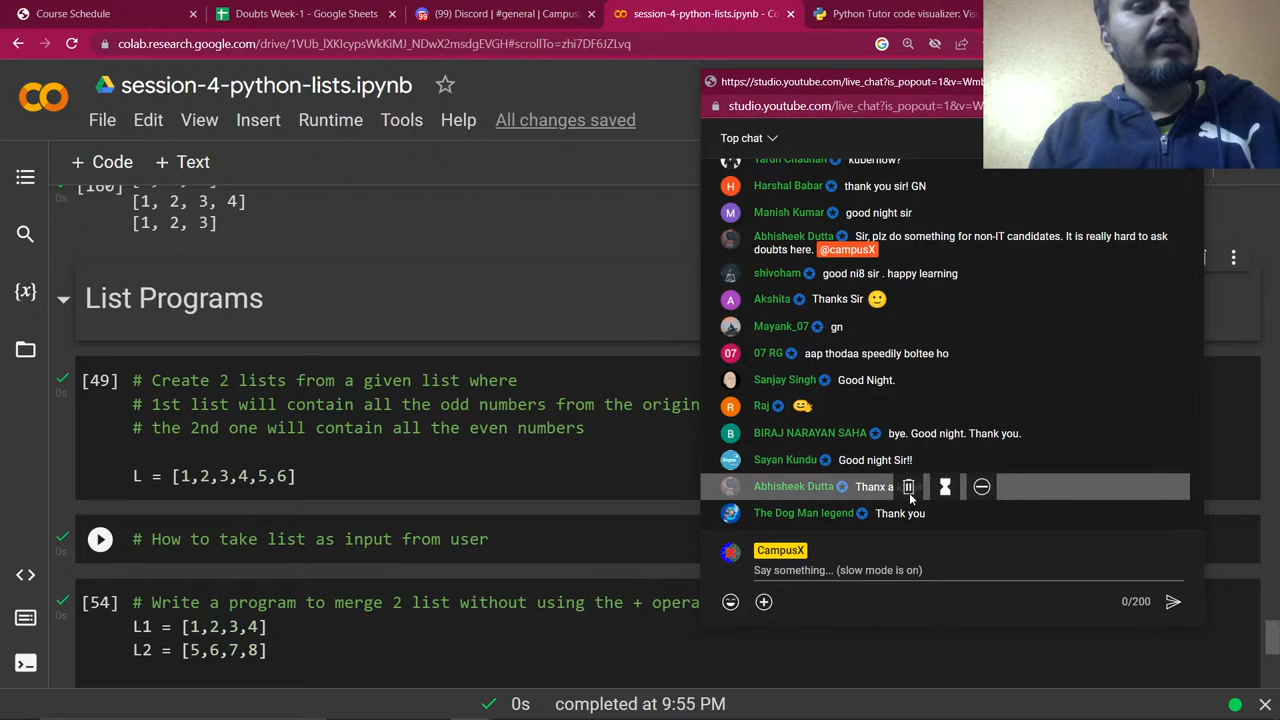 Course Schedule
Doubts Week-1 - Google Sheets
(99) Discord | #general | Campus
session-4-python-lists.ipynb - Co
Python Tutor code visualizer: Vis
colab.research.google.com/drive/1VUb_lXKIcypsWkKiMJ_NDwX2msdgEVGH#scrollTo=zhi7DF6JZLyq
session-4-python-lists.ipynb
File Edit View Insert Runtime Tools Help All changes saved
+ Code + Text
[160]
[1, 2, 3, 4]
[1, 2, 3]
List Programs
[49] # Create 2 lists from a given list where
# 1st list will contain all the odd numbers from the origin
# the 2nd one will contain all the even numbers
L = [1,2,3,4,5,6]
# How to take list as input from user
[54] # Write a program to merge 2 list without using the + opera
L1 = [1,2,3,4]
L2 = [5,6,7,8]
0s completed at 9:55 PM
https://studio.youtube.com/live_chat?is_popout=1&v=Wmb
studio.youtube.com/live_chat?is_popout=1&v=W
Top chat
Tarun Chauhan kubernow?
Harshal Babar thank you sir! GN
Manish Kumar good night sir
Abhisheek Dutta Sir, plz do something for non-IT candidates. It is really hard to ask
doubts here. @campusX
shivoham good ni8 sir . happy learning
Akshita Thanks Sir
Mayank_07 gn
07 RG aap thodaa speedily boltee ho
Sanjay Singh Good Night.
Raj
BIRAJ NARAYAN SAHA bye. Good night. Thank you.
Sayan Kundu Good night Sir!!
Abhisheek Dutta Thanx a
The Dog Man legend Thank you
CampusX
Say something... (slow mode is on)
0/200